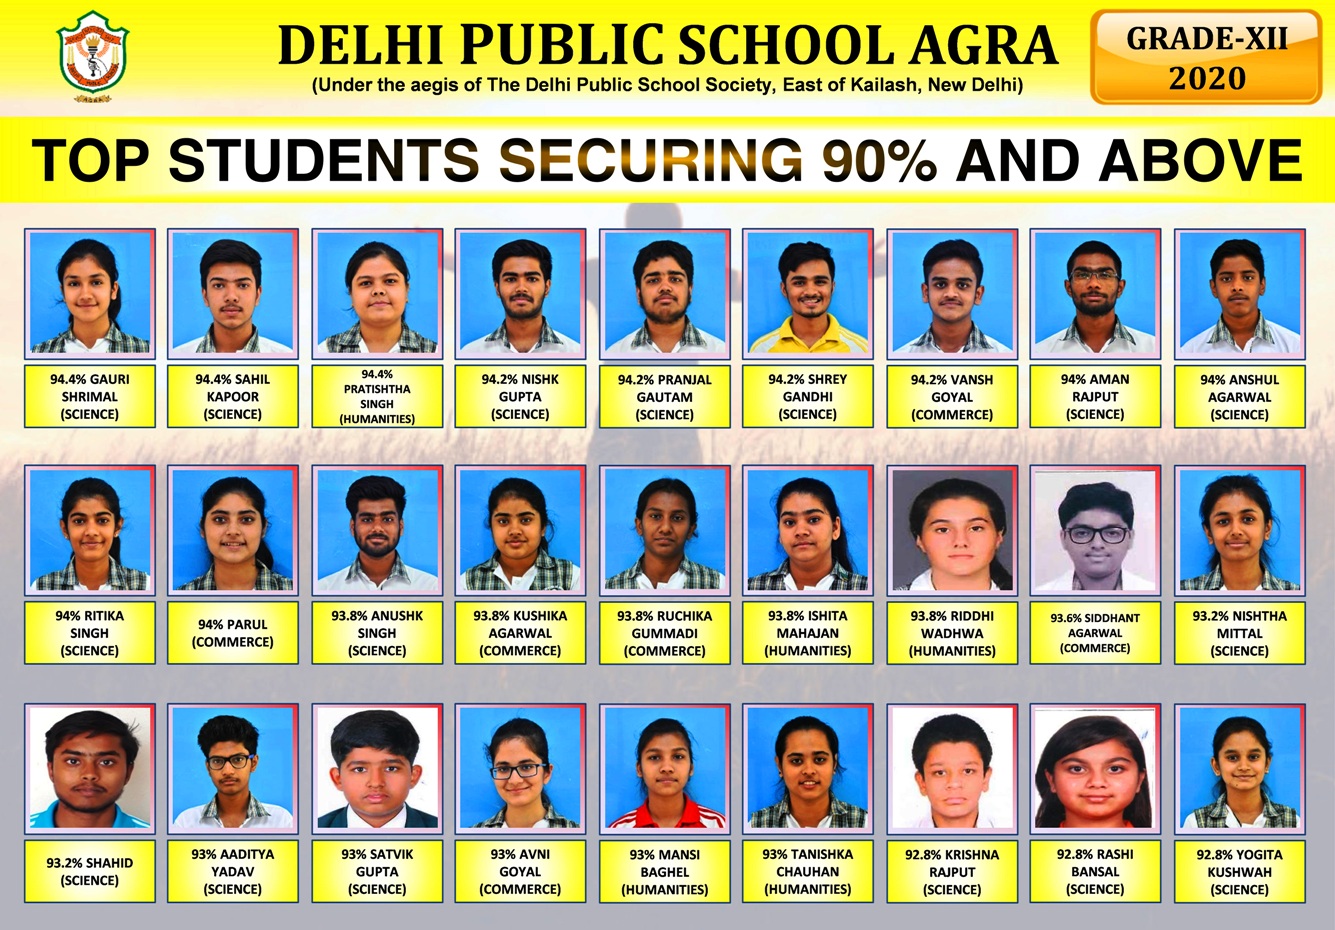 DELHI PUBLIC SCHOOL AGRA
(Under the aegis of The Delhi Public School Society, East of Kailash, New Delhi)
GRADE-XII
2020
AGRA
TOP STUDENTS SECURING 90% AND ABOVE
94.4% GAURI
SHRIMAL
(SCIENCE)
94.4% SAHIL
KAPOOR
(SCIENCE)
94.4%
PRATISHTHA
SINGH
(HUMANITIES)
94.2% NISHK
GUPTA
(SCIENCE)
94.2% PRANJAL
GAUTAM
(SCIENCE)
94.2% SHREY
GANDHI
(SCIENCE)
94.2% VANSH
GOYAL
(COMMERCE)
94% AMAN
RAJPUT
(SCIENCE)
94% ANSHUL
AGARWAL
(SCIENCE)
94% RITIKA
SINGH
(SCIENCE)
94% PARUL
(COMMERCE)
93.8% ANUSHK
SINGH
(SCIENCE)
93.8% KUSHIKA
AGARWAL
(COMMERCE)
93.8% RUCHIKA
GUMMADI
(COMMERCE)
93.8% ISHITA
MAHAJAN
(HUMANITIES)
93.8% RIDDHI
WADHWA
(HUMANITIES)
93.6% SIDDHANT
AGARWAL
(COMMERCE)
93.2% NISHTHA
MITTAL
(SCIENCE)
93.2% SHAHID
(SCIENCE)
93% AADITYA
YADAV
(SCIENCE)
93% SATVIK
GUPTA
(SCIENCE)
93% AVNI
GOYAL
(COMMERCE)
93% MANSI
BAGHEL
(HUMANITIES)
93% TANISHKA
CHAUHAN
(HUMANITIES)
92.8% KRISHNA
RAJPUT
(SCIENCE)
92.8% RASHI
BANSAL
(SCIENCE)
92.8% YOGITA
KUSHWAH
(SCIENCE)